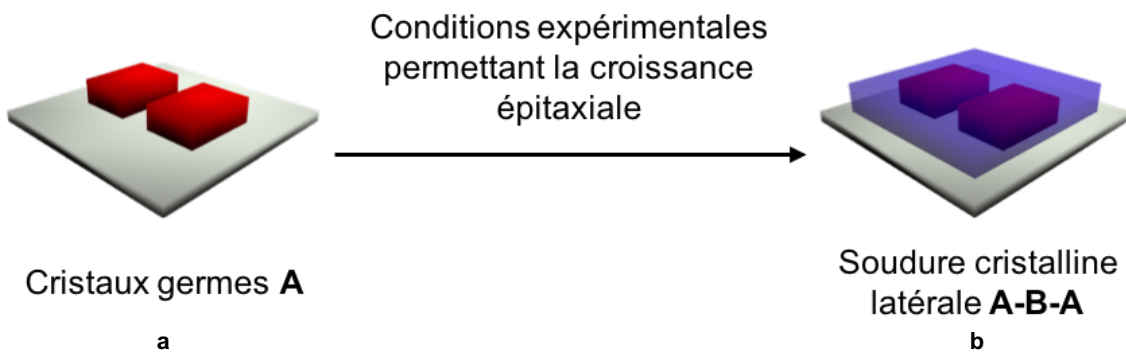 Conditions expérimentales
permettant la croissance
épitaxiale
Cristaux germes A
a
Soudure cristalline
latérale A-B-A
b